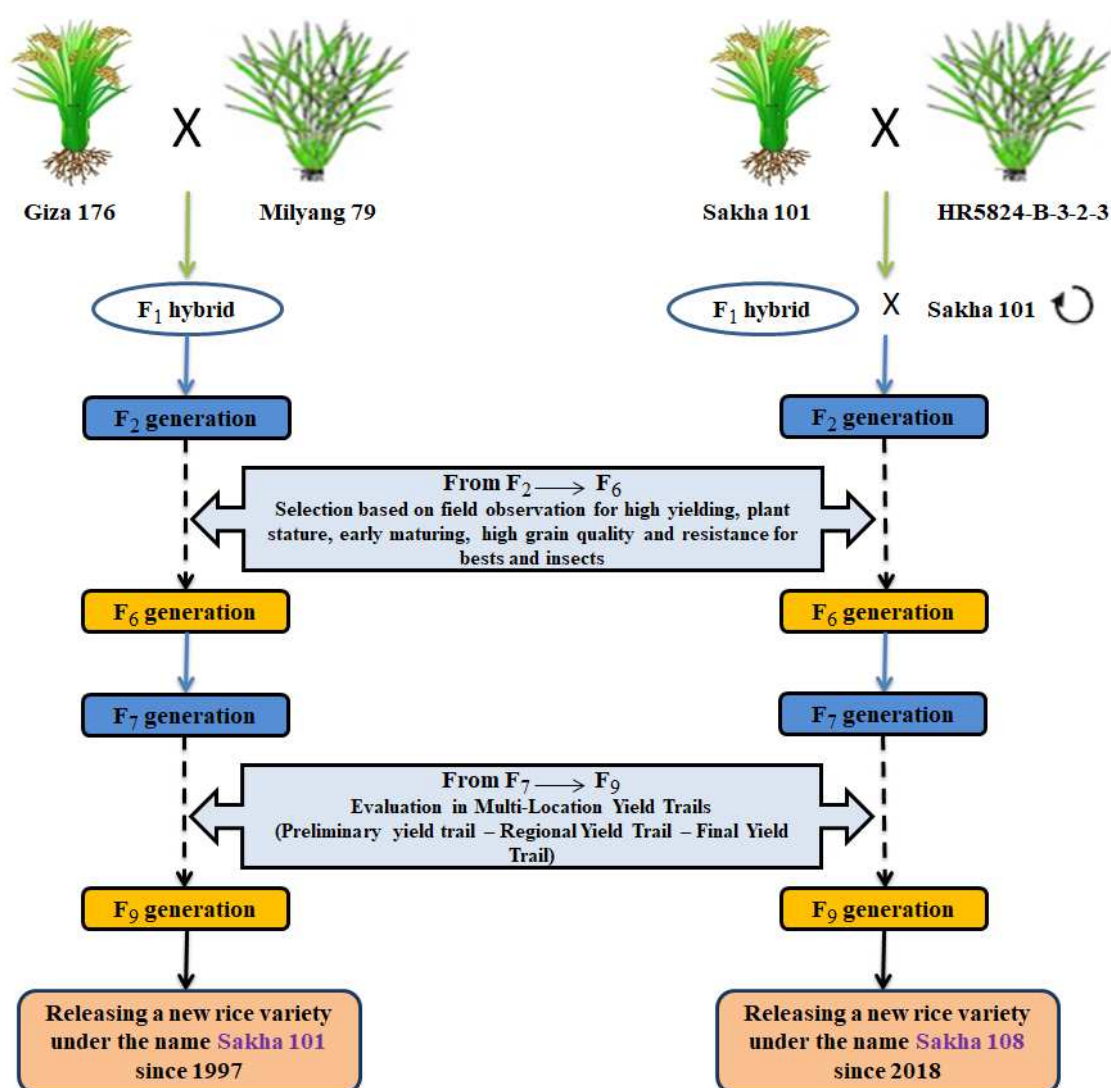 X
X
Giza 176
Milyang 79
Sakha 101
HR5824-B-3-2-3
F1 hybrid
F1 hybrid
X
Sakha 101
F2 generation
F2 generation
From F2 ⟶ F6
Selection based on field observation for high yielding, plant
stature, early maturing, high grain quality and resistance for
bests and insects
F6 generation
F6 generation
F7 generation
F7 generation
From F7 ⟶ F9
Evaluation in Multi-Location Yield Trails
(Preliminary yield trail – Regional Yield Trail – Final Yield
Trail)
F9 generation
F9 generation
Releasing a new rice variety
under the name Sakha 101
since 1997
Releasing a new rice variety
under the name Sakha 108
since 2018